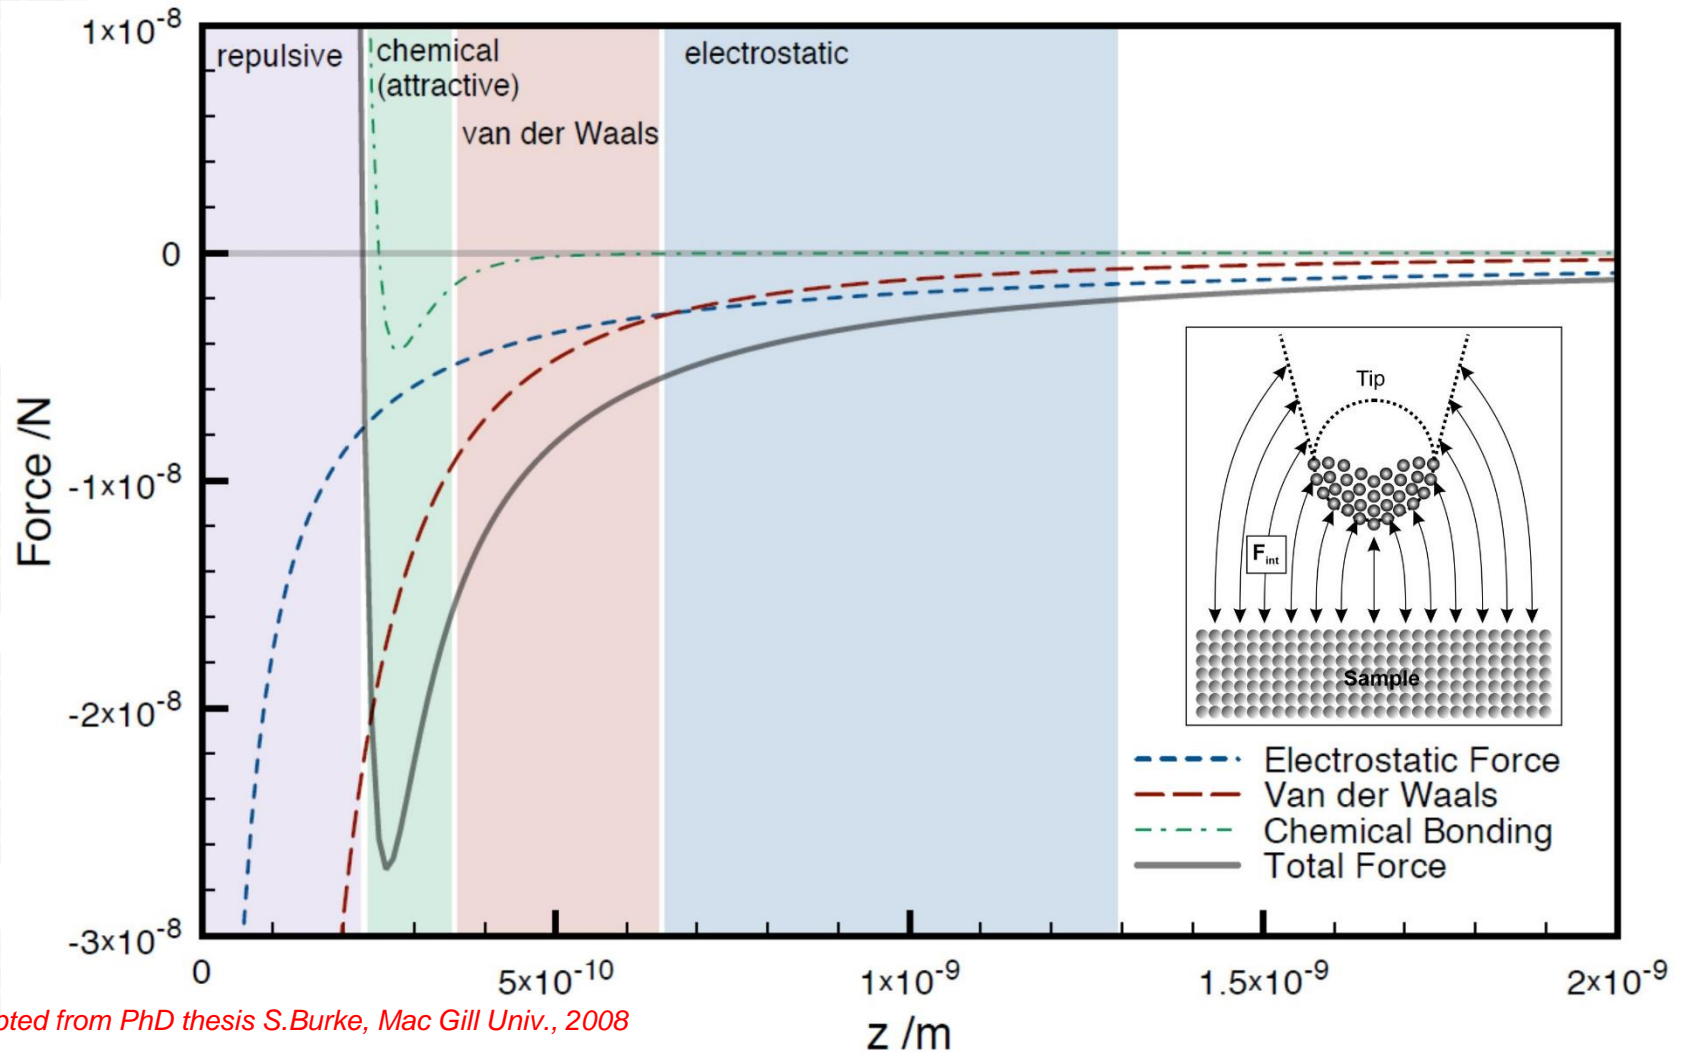 1x10⁻⁸
repulsive
chemical
(attractive)
electrostatic
van der Waals
0
Force /N
-1x10⁻⁸
-2x10⁻⁸
-3x10⁻⁸
Tip
F_int
Sample
Electrostatic Force
Van der Waals
Chemical Bonding
Total Force
0
5x10⁻¹⁰
1x10⁻⁹
1.5x10⁻⁹
2x10⁻⁹
z /m
pted from PhD thesis S.Burke, Mac Gill Univ., 2008